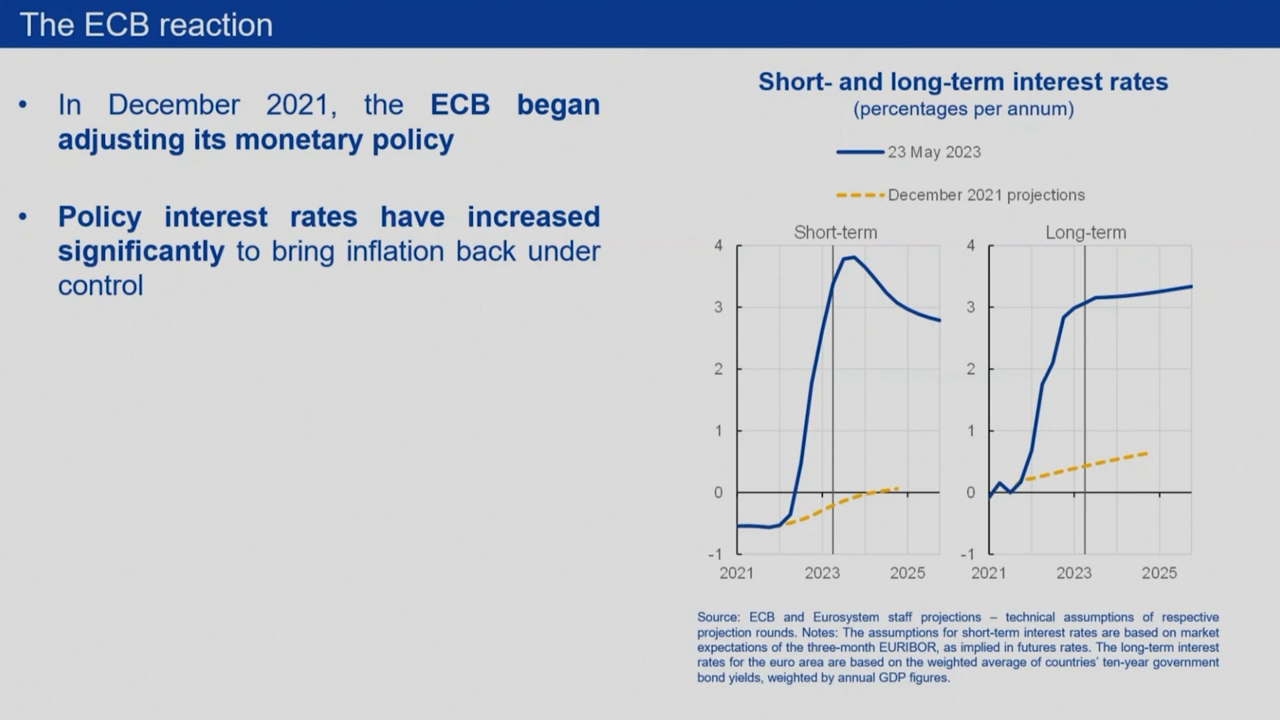 The ECB reaction
• In December 2021, the ECB began
adjusting its monetary policy
• Policy interest rates have increased
significantly to bring inflation back under
control
Short- and long-term interest rates
(percentages per annum)
23 May 2023
December 2021 projections
Short-term
4
3
2
1
0
-1
2021 2023 2025
Long-term
4
3
2
1
0
-1
2021 2023 2025
Source: ECB and Eurosystem staff projections – technical assumptions of respective
projection rounds. Notes: The assumptions for short-term interest rates are based on market
expectations of the three-month EURIBOR, as implied in futures rates. The long-term interest
rates for the euro area are based on the weighted average of countries' ten-year government
bond yields, weighted by annual GDP figures.